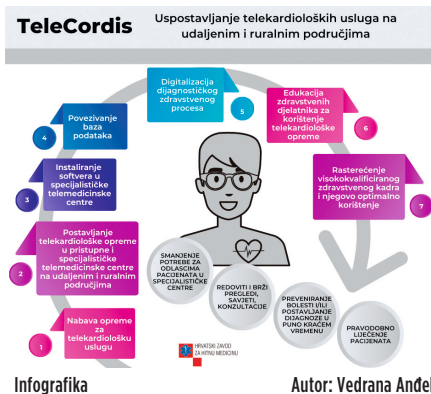 TeleCordis
Uspostavljanje telekardioloških usluga na
udaljenim i ruralnim područjima
1
Nabava opreme
za
telekardiološku
uslugu
2
Postavljanje
telekardiološke opreme
u pristupne i
specijalističke
telemedicinske centre
na udaljenim i ruralnim
područjima
3
Instaliranje
softvera u
specijalističke
telemedicinske
centre
4
Povezivanje
baza
podataka
5
Digitalizacija
dijagnostičkog
zdravstvenog
procesa
6
Edukacija
zdravstvenih
djelatnika za
korištenje
telekardiološke
opreme
7
Rasterećenje
visokokvalificiranog
zdravstvenog kadra
i njegovo optimalno
korištenje
SMANJENJE
POTREBE ZA
ODLASCIMA
PACIJENATA U
SPECIJALISTIČKE
CENTRE
REDOVITI I BRŽI
PREGLEDI,
SAVJETI,
KONZULTACIJE
PREVENIRANJE
BOLESTI I/ILI
POSTAVLJANJE
DIJAGNOZE U
PUNO KRAĆEM
VREMENU
PRAVODOBNO
LIJEČENJE
PACIJENATA
HRVATSKI ZAVOD
ZA HITNU MEDICINU
Infografika
Autor: Vedrana Anđel